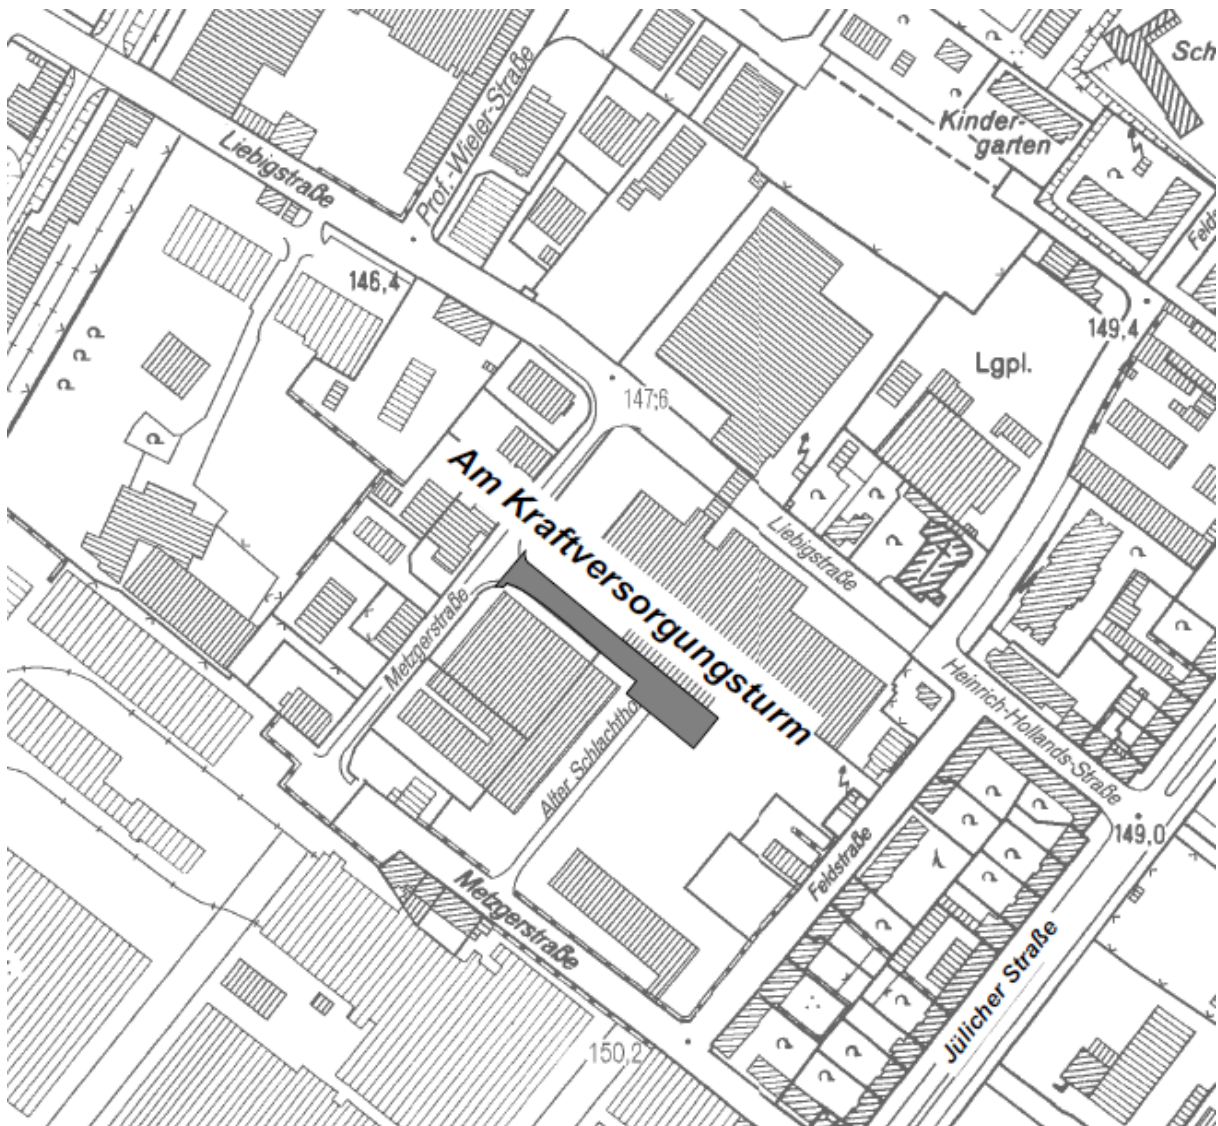 Sch
Kinder-
garten
Liebigstraße
Prof.-Wieler-Straße
Felds
146,4
149,4
Lgpl.
147,6
Am Kraftversorgungsturm
Liebigstraße
Metzgerstraße
Heinrich-Hollands-Straße
Alter Schlachthof
149,0
Feldstraße
Metzgerstraße
Jülicher Straße
150,2